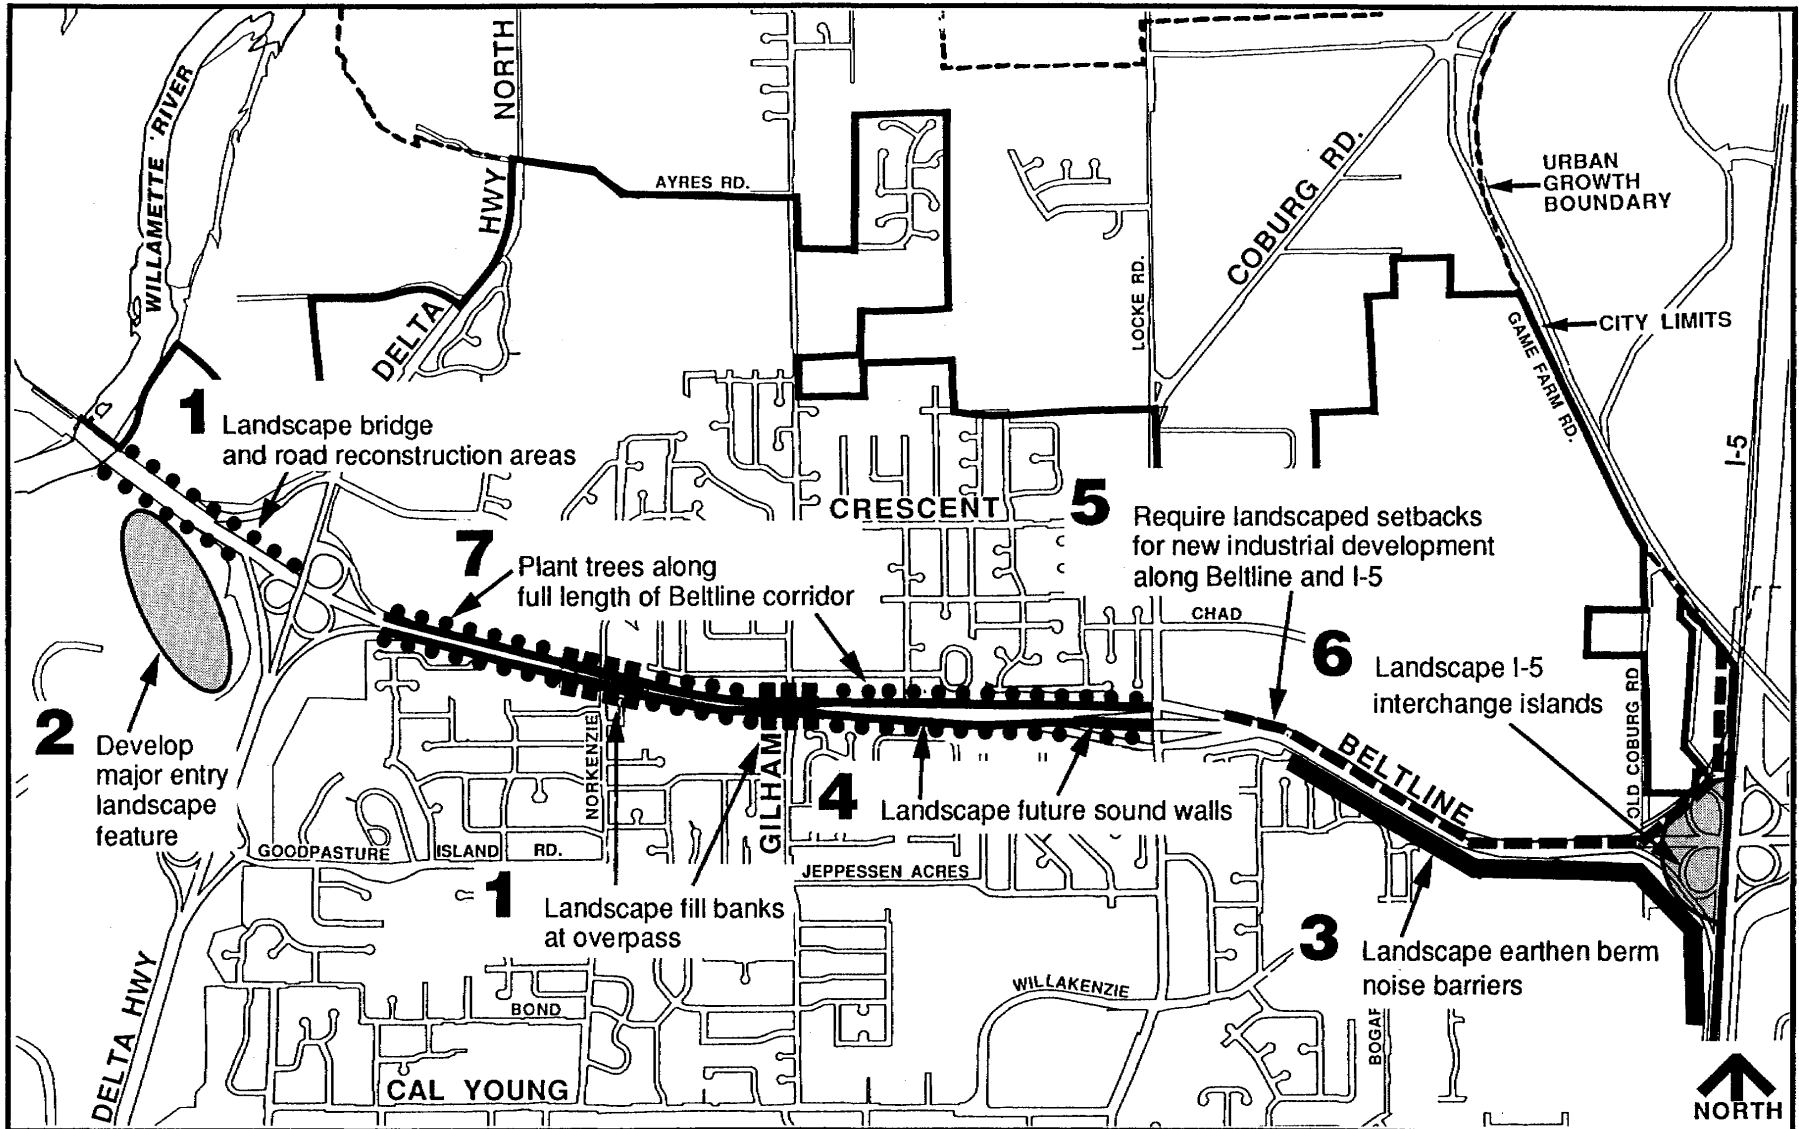 NORTH
HWY
DELTA
WILLAMETTE RIVER
AYRES RD.
COBURG RD.
LOCKE RD.
URBAN
GROWTH
BOUNDARY
CITY LIMITS
GAME FARM RD.
I-5
1
Landscape bridge
and road reconstruction areas
CRESCENT
5
Require landscaped setbacks
for new industrial development
along Beltline and I-5
7
Plant trees along
full length of Beltline corridor
CHAD
6
Landscape I-5
interchange islands
OLD COBURG RD
2
Develop
major entry
landscape
feature
NORKENZIE
GILHAM
4
Landscape future sound walls
BELTLINE
GOODPASTURE ISLAND RD.
JEPPESSEN ACRES
1
Landscape fill banks
at overpass
3
Landscape earthen berm
noise barriers
WILLAKENZIE
BOND
BOGAR
DELTA HWY
CAL YOUNG
NORTH